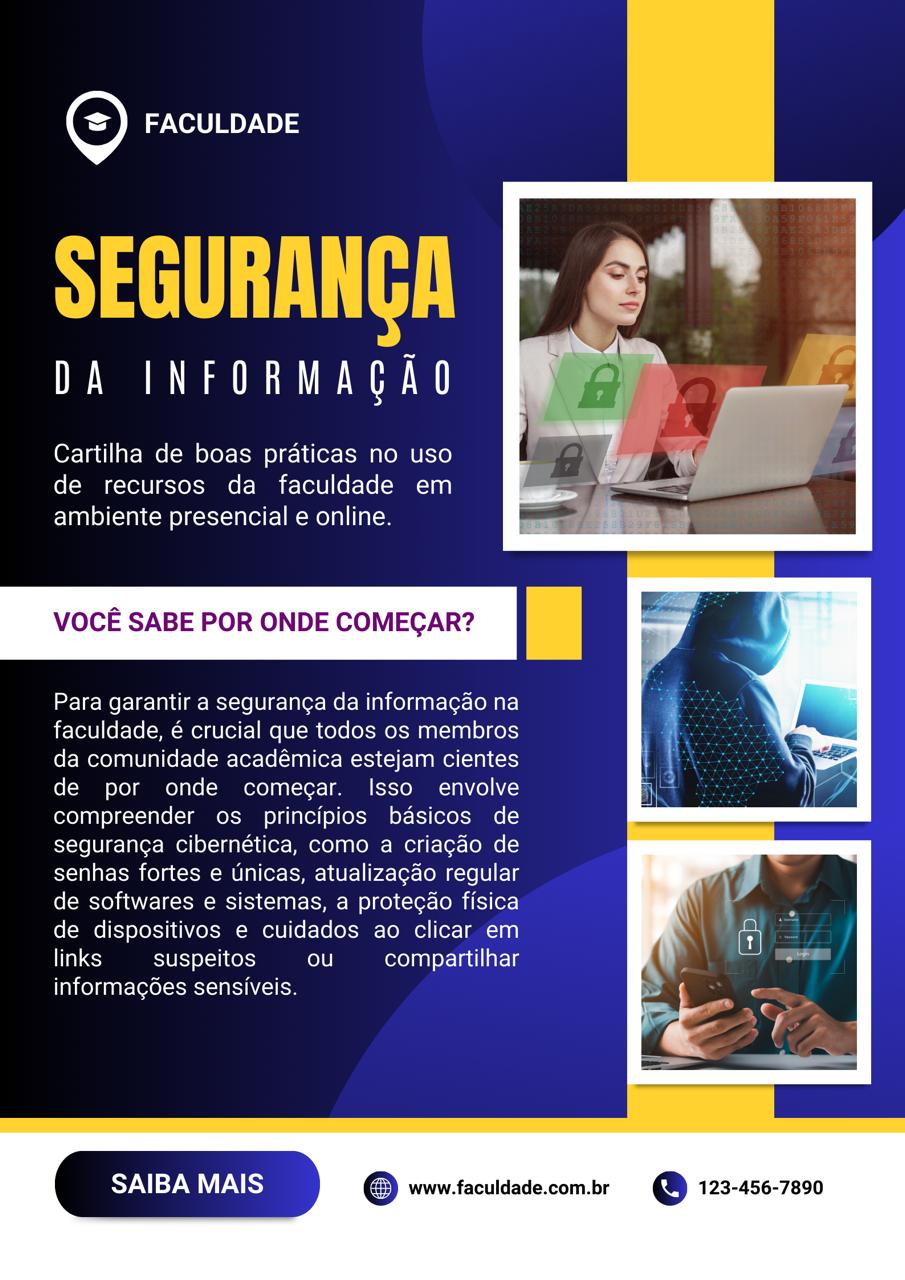 FACULDADE
SEGURANÇA
DA INFORMAÇÃO
Cartilha de boas práticas no uso
de recursos da faculdade em
ambiente presencial e online.
VOCÊ SABE POR ONDE COMEÇAR?
Para garantir a segurança da informação na
faculdade, é crucial que todos os membros
da comunidade acadêmica estejam cientes
de por onde começar. Isso envolve
compreender os princípios básicos de
segurança cibernética, como a criação de
senhas fortes e únicas, atualização regular
de softwares e sistemas, a proteção física
de dispositivos e cuidados ao clicar em
links suspeitos ou compartilhar
informações sensíveis.
Username
Password
Login
SAIBA MAIS
www.faculdade.com.br
123-456-7890